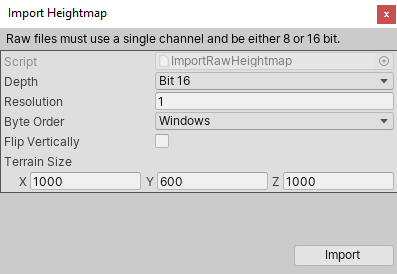 Import Heightmap
x
Raw files must use a single channel and be either 8 or 16 bit.
Script ImportRawHeightmap
Depth Bit 16
Resolution 1
Byte Order Windows
Flip Vertically
Terrain Size
X 1000 Y 600 Z 1000
Import